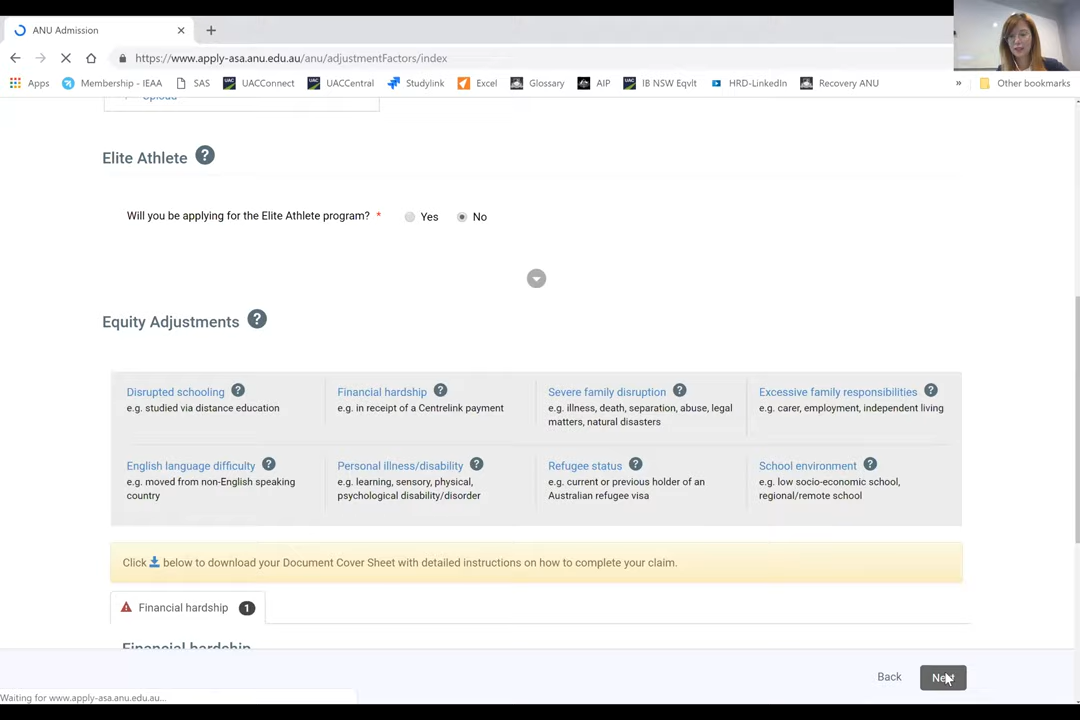 ANU Admission
https://www.apply-asa.anu.edu.au/anu/adjustmentFactors/index
Apps Membership - IEAA SAS UACConnect UACCentral Studylink Excel Glossary AIP IB NSW Eqvlt HRD-LinkedIn Recovery ANU » Other bookmarks
Upload
Elite Athlete ?
Will you be applying for the Elite Athlete program? * Yes No
Equity Adjustments ?
Disrupted schooling ? Financial hardship ? Severe family disruption ? Excessive family responsibilities ?
e.g. studied via distance education e.g. in receipt of a Centrelink payment e.g. illness, death, separation, abuse, legal e.g. carer, employment, independent living
matters, natural disasters
English language difficulty ? Personal illness/disability ? Refugee status ? School environment ?
e.g. moved from non-English speaking e.g. learning, sensory, physical, e.g. current or previous holder of an e.g. low socio-economic school,
country psychological disability/disorder Australian refugee visa regional/remote school
Click below to download your Document Cover Sheet with detailed instructions on how to complete your claim.
Financial hardship 1
Financial hardship
Back Next
Waiting for www.apply-asa.anu.edu.au...